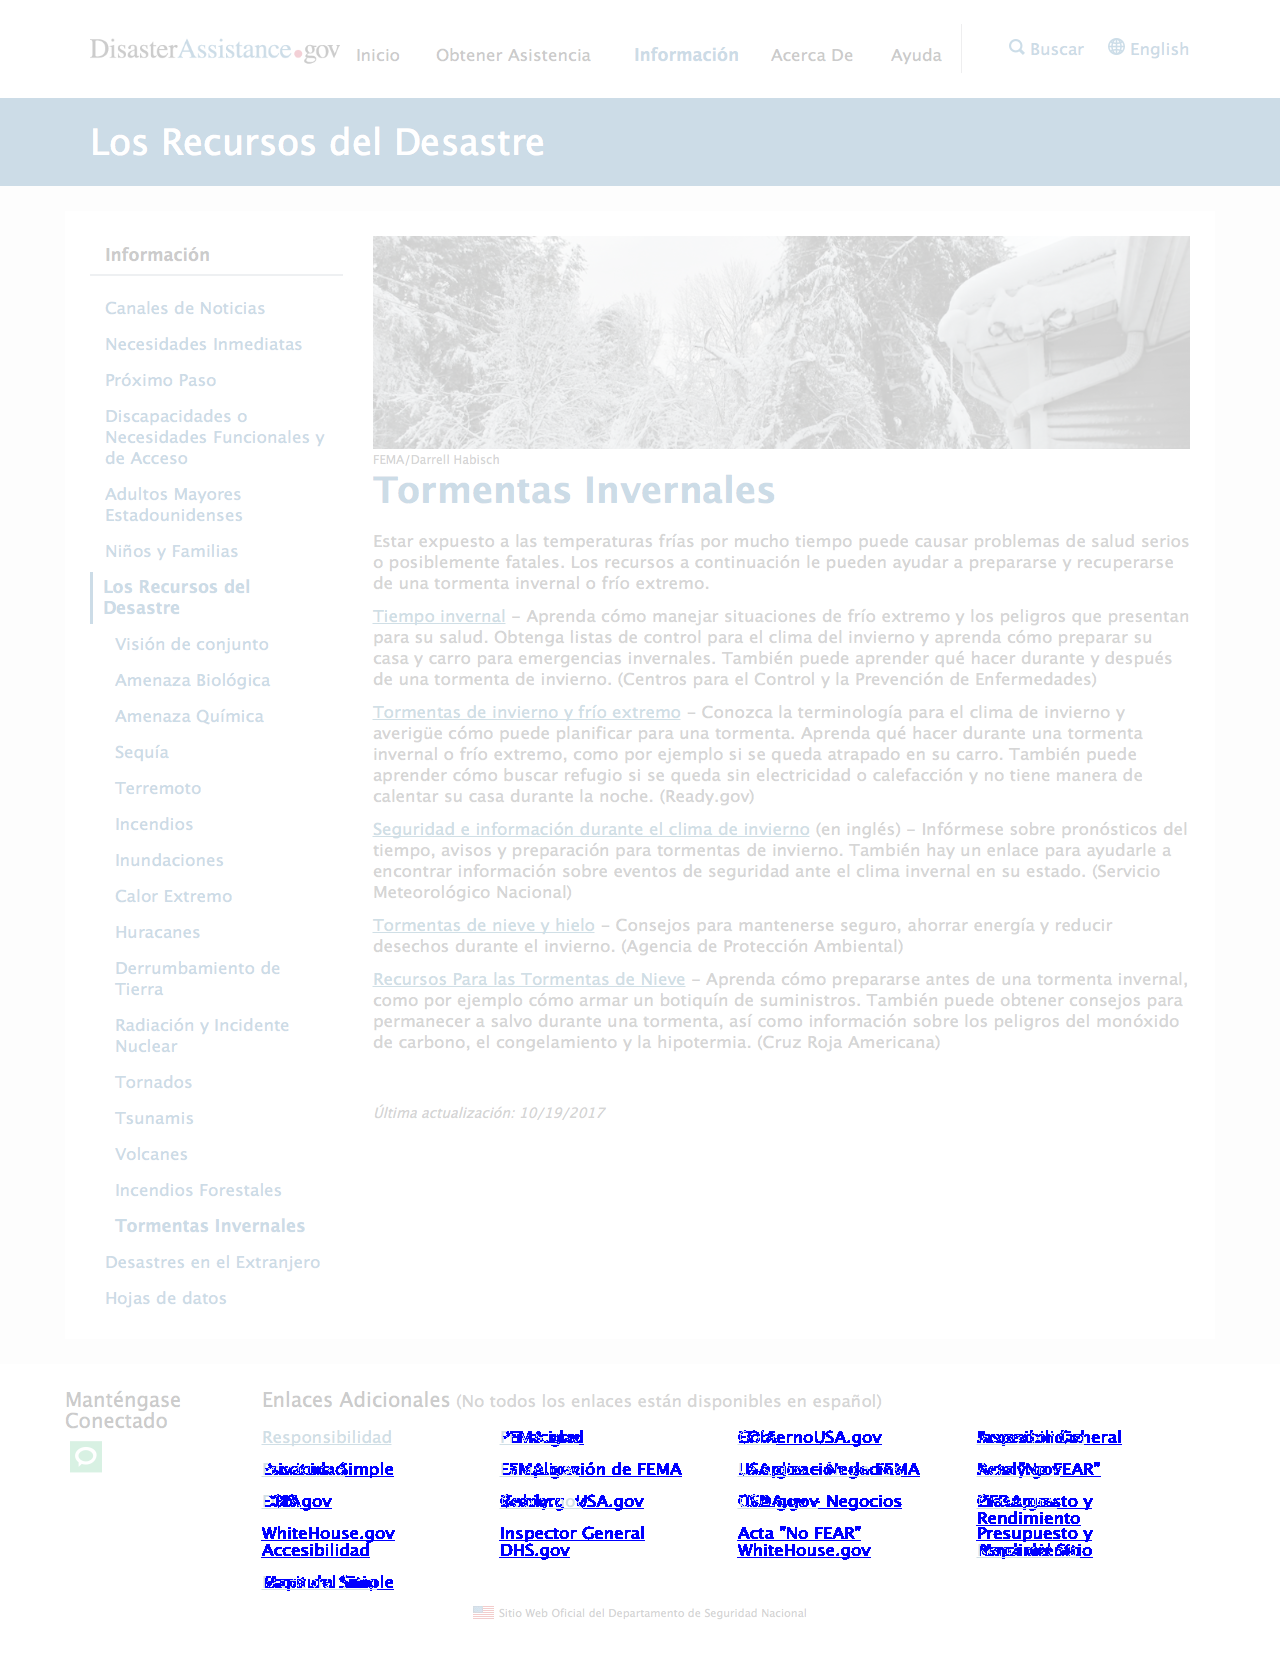 DisasterAssistance.gov Inicio Obtener Asistencia Información Acerca De Ayuda Buscar English
Los Recursos del Desastre
Información
Canales de Noticias
Necesidades Inmediatas
Próximo Paso
Discapacidades o
Necesidades Funcionales y
de Acceso
Adultos Mayores
Estadounidenses
Niños y Familias
Los Recursos del
Desastre
Visión de conjunto
Amenaza Biológica
Amenaza Química
Sequía
Terremoto
Incendios
Inundaciones
Calor Extremo
Huracanes
Derrumbamiento de
Tierra
Radiación y Incidente
Nuclear
Tornados
Tsunamis
Volcanes
Incendios Forestales
Tormentas Invernales
Desastres en el Extranjero
Hojas de datos
FEMA/Darrell Habisch
Tormentas Invernales
Estar expuesto a las temperaturas frías por mucho tiempo puede causar problemas de salud serios
o posiblemente fatales. Los recursos a continuación le pueden ayudar a prepararse y recuperarse
de una tormenta invernal o frío extremo.
Tiempo invernal – Aprenda cómo manejar situaciones de frío extremo y los peligros que presentan
para su salud. Obtenga listas de control para el clima del invierno y aprenda cómo preparar su
casa y carro para emergencias invernales. También puede aprender qué hacer durante y después
de una tormenta de invierno. (Centros para el Control y la Prevención de Enfermedades)
Tormentas de invierno y frío extremo – Conozca la terminología para el clima de invierno y
averigüe cómo puede planificar para una tormenta. Aprenda qué hacer durante una tormenta
invernal o frío extremo, como por ejemplo si se queda atrapado en su carro. También puede
aprender cómo buscar refugio si se queda sin electricidad o calefacción y no tiene manera de
calentar su casa durante la noche. (Ready.gov)
Seguridad e información durante el clima de invierno (en inglés) – Infórmese sobre pronósticos del
tiempo, avisos y preparación para tormentas de invierno. También hay un enlace para ayudarle a
encontrar información sobre eventos de seguridad ante el clima invernal en su estado. (Servicio
Meteorológico Nacional)
Tormentas de nieve y hielo – Consejos para mantenerse seguro, ahorrar energía y reducir
desechos durante el invierno. (Agencia de Protección Ambiental)
Recursos Para las Tormentas de Nieve – Aprenda cómo prepararse antes de una tormenta invernal,
como por ejemplo cómo armar un botiquín de suministros. También puede obtener consejos para
permanecer a salvo durante una tormenta, así como información sobre los peligros del monóxido
de carbono, el congelamiento y la hipotermia. (Cruz Roja Americana)
Última actualización: 10/19/2017
Manténgase
Conectado
Enlaces Adicionales (No todos los enlaces están disponibles en español)
Responsibilidad
Rendimiento
WhiteHouse.gov Inspector General Acta "No FEAR" Presupuesto y
Accesibilidad DHS.gov WhiteHouse.gov
Sitio Web Oficial del Departamento de Seguridad Nacional